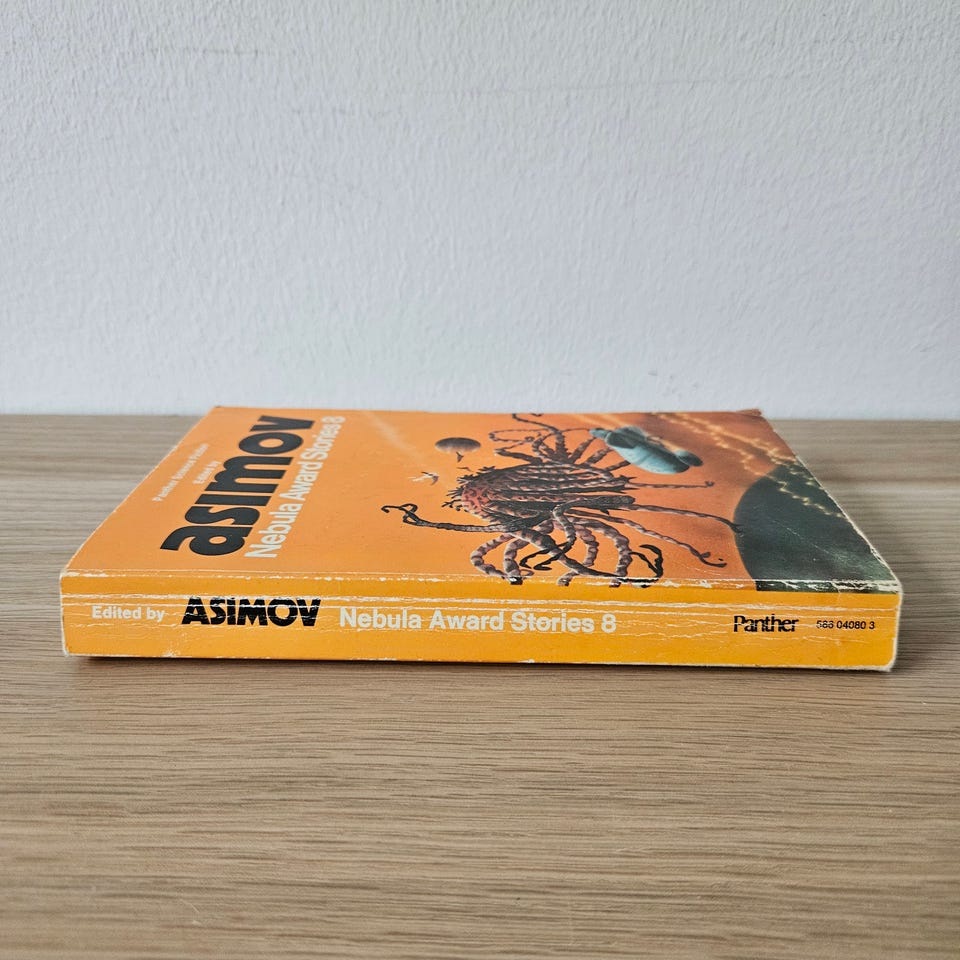 Panther Science Fiction
Edited by
asimov
Nebula Award Stories 8
Edited by ASIMOV Nebula Award Stories 8 Panther 586 04080 3